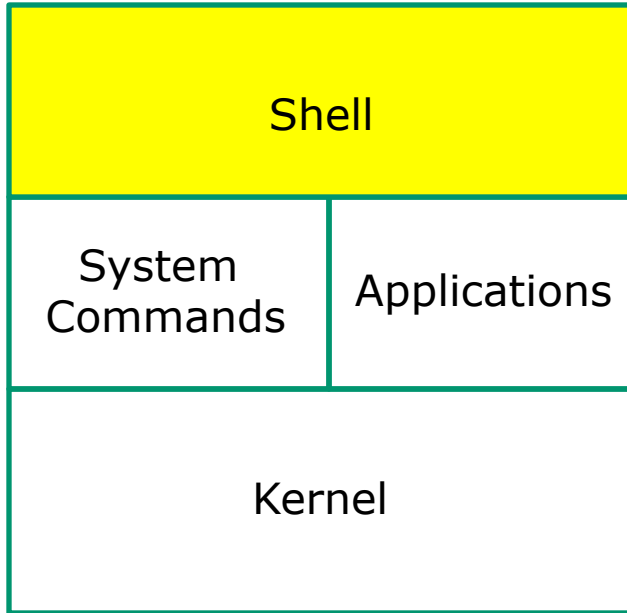 Shell
System
Commands
Applications
Kernel